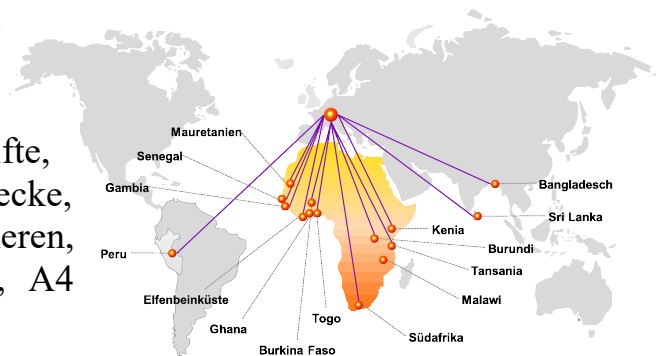 Mauretanien
fte,
Senegal
ecke,
Gambia
Bangladesch
Sri Lanka
eren,
Kenia
Peru
Burundi
, A4
Tansania
Elfenbeinküste
Malawi
Togo
Ghana
Südafrika
Burkina Faso